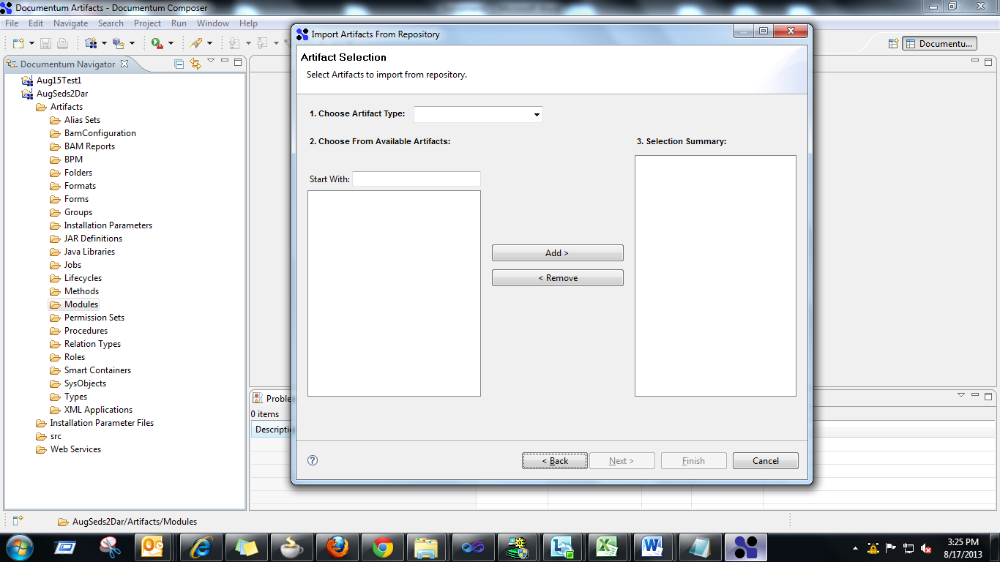 Documentum Artifacts - Documentum Composer
File Edit Navigate Search Project Run Window Help
Documentu...
Documentum Navigator
Aug15Test1
AugSeds2Dar
Artifacts
Alias Sets
BamConfiguration
BAM Reports
BPM
Folders
Formats
Forms
Groups
Installation Parameters
JAR Definitions
Java Libraries
Jobs
Lifecycles
Methods
Modules
Permission Sets
Procedures
Relation Types
Roles
Smart Containers
SysObjects
Types
XML Applications
Installation Parameter Files
src
Web Services
Import Artifacts From Repository
Artifact Selection
Select Artifacts to import from repository.
1. Choose Artifact Type:
2. Choose From Available Artifacts:
3. Selection Summary:
Start With:
Add >
< Remove
< Back Next > Finish Cancel
Proble
0 items
Descriptio
AugSeds2Dar/Artifacts/Modules
3:25 PM
8/17/2013